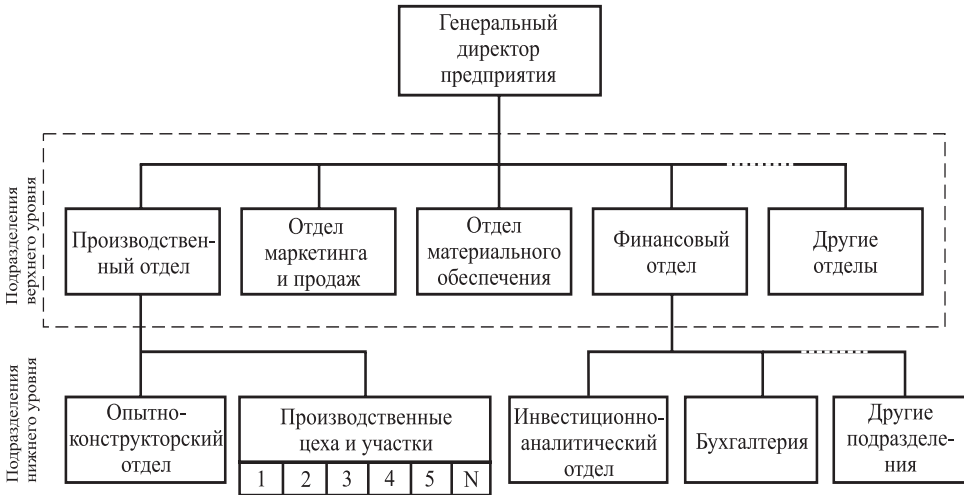 Генеральный
директор
предприятия
Подразделения
верхнего уровня
Производствен-
ный отдел
Отдел
маркетинга
и продаж
Отдел
материального
обеспечения
Финансовый
отдел
Другие
отделы
Подразделения
нижнего уровня
Опытно-
конструкторский
отдел
Производственные
цеха и участки
1 2 3 4 5 N
Инвестиционно-
аналитический
отдел
Бухгалтерия
Другие
подразделе-
ния